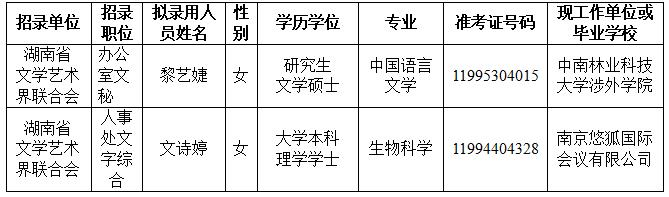 招录单位
招录
职位
拟录用人
员姓名
性
别
学历学位
专业
准考证号码
现工作单位或
毕业学校
湖南省
文学艺术
界联合会
办公
室文
秘
黎艺婕
女
研究生
文学硕士
中国语言
文学
11995304015
中南林业科技
大学涉外学院
湖南省
文学艺术
界联合会
人事
处文
字综
合
文诗婷
女
大学本科
理学学士
生物科学
11994404328
南京悠狐国际
会议有限公司